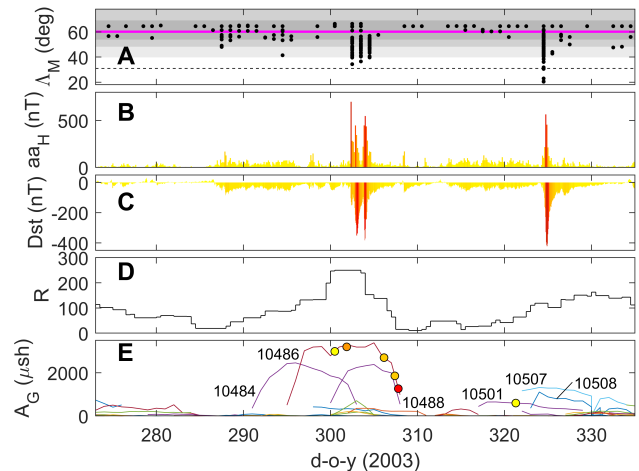 Λ_M (deg)
80
60
40
20
A
aa_H (nT)
500
0
B
Dst (nT)
0
-200
-400
C
R
300
200
100
0
D
A_G (μsh)
2000
0
E
10484
10486
10488
10501
10507
10508
280
290
300
310
320
330
d-o-y (2003)